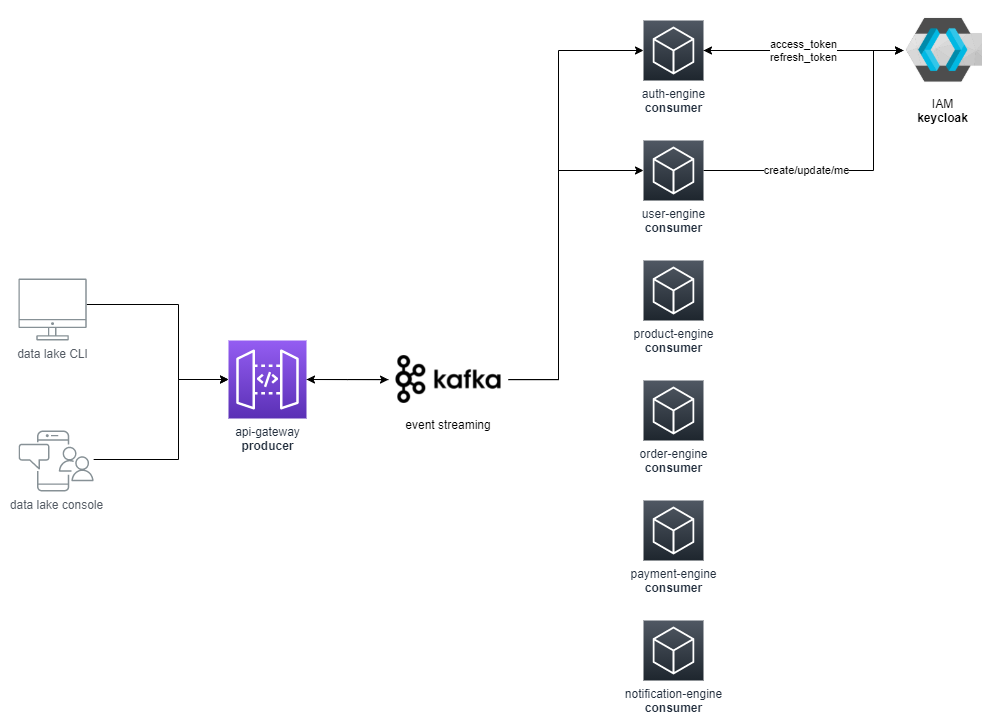 access_token
refresh_token
auth-engine
consumer
IAM
keycloak
create/update/me
user-engine
consumer
data lake CLI
product-engine
consumer
</>
kafka
api-gateway
producer
event streaming
order-engine
consumer
data lake console
payment-engine
consumer
notification-engine
consumer